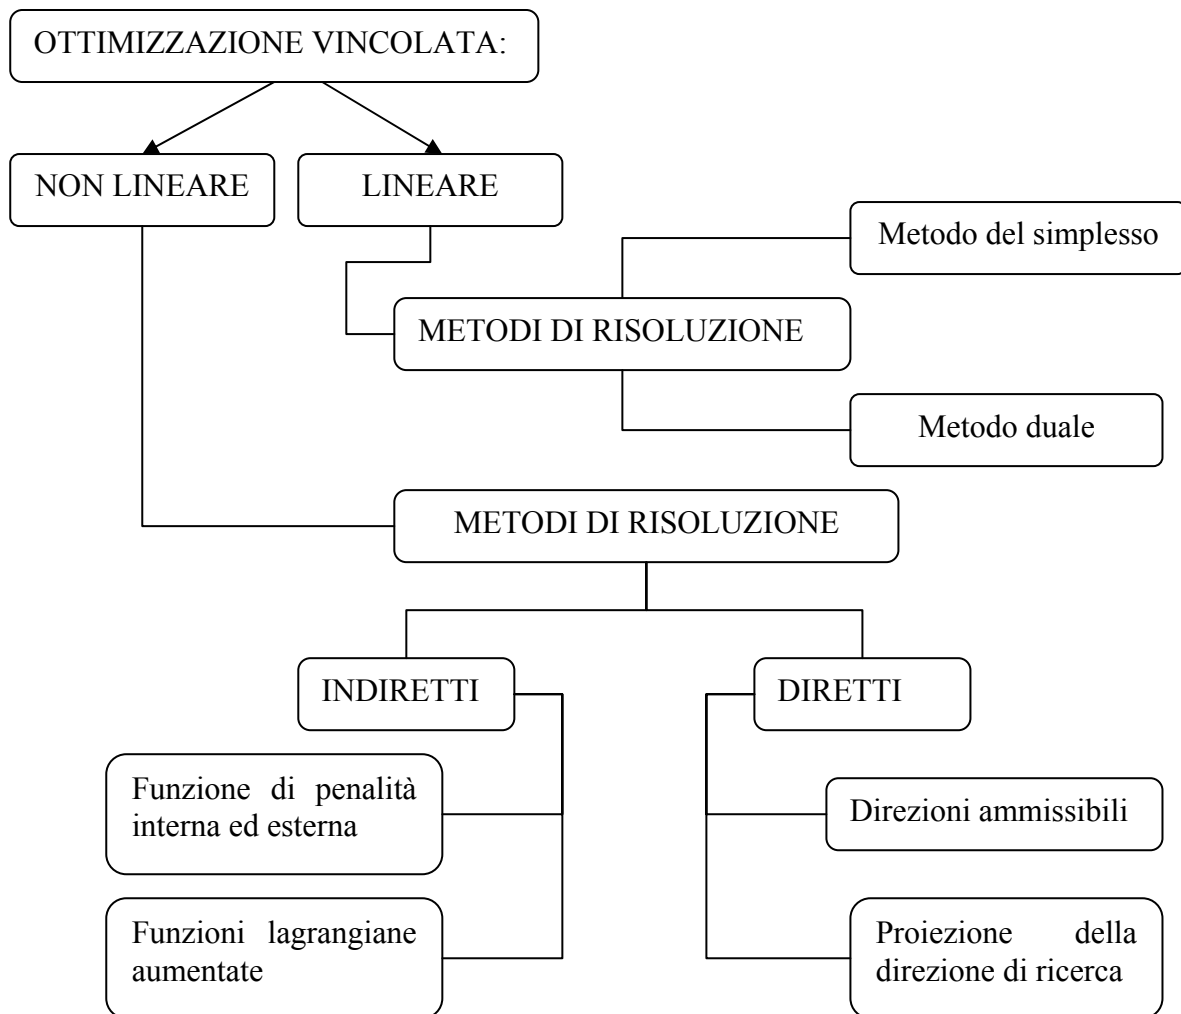 OTTIMIZZAZIONE VINCOLATA:
NON LINEARE
LINEARE
Metodo del simplesso
METODI DI RISOLUZIONE
Metodo duale
METODI DI RISOLUZIONE
INDIRETTI
DIRETTI
Funzione di penalità
interna ed esterna
Direzioni ammissibili
Funzioni lagrangiane
aumentate
Proiezione della
direzione di ricerca